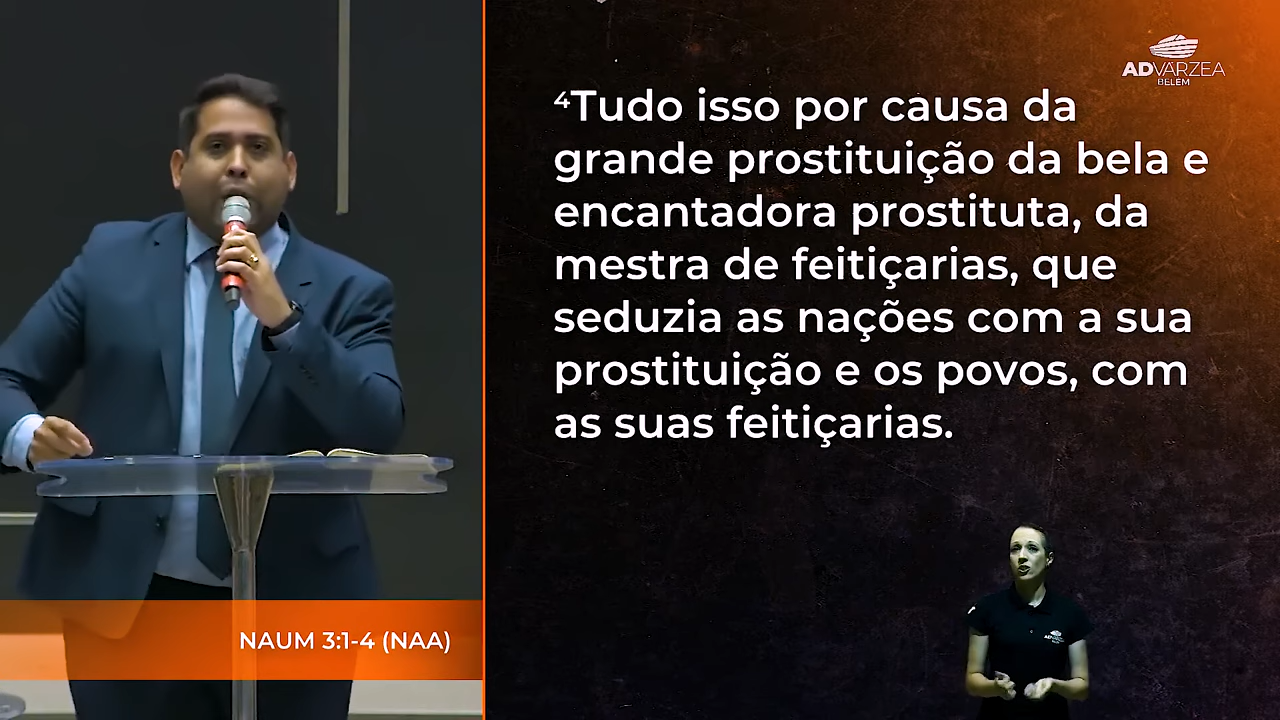 ADVARZEA
BELÉM
⁴Tudo isso por causa da
grande prostituição da bela e
encantadora prostituta, da
mestra de feitiçarias, que
seduzia as nações com a sua
prostituição e os povos, com
as suas feitiçarias.
NAUM 3:1-4 (NAA)